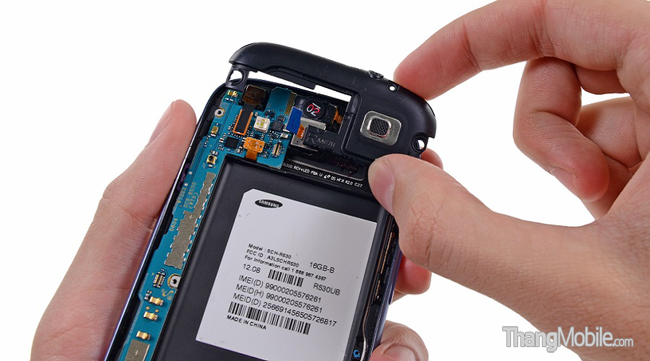 SAMSUNG
Model : SCH-R530
16GB-B
FCC ID : A3LSCHR530
For information call 1 888 987 4357
12.08
R530UB
IMEI(D) 99000205576261
MEID(H) 99000205576261
MEID(D) 256691456505726817
MADE IN CHINA
ThangMobile.com